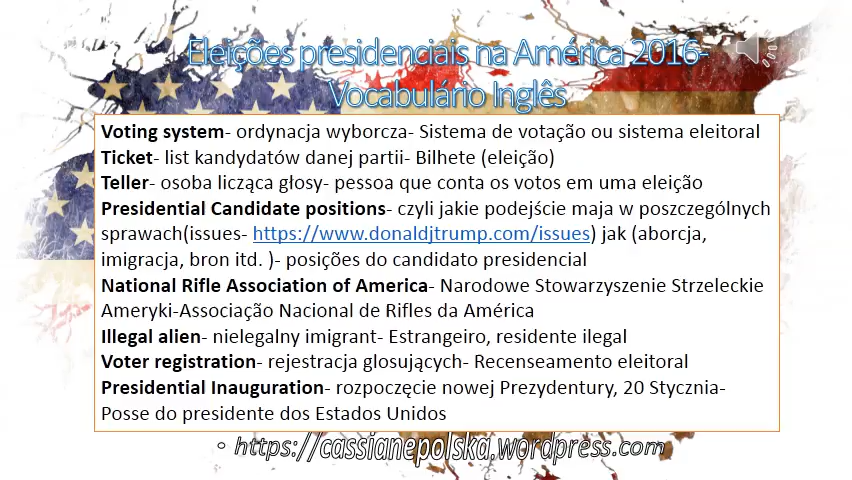 Eleições presidenciais na América 2016-
Vocabulário Inglês
Voting system- ordynacja wyborcza- Sistema de votação ou sistema eleitoral
Ticket- list kandydatów danej partii- Bilhete (eleição)
Teller- osoba licząca głosy- pessoa que conta os votos em uma eleição
Presidential Candidate positions- czyli jakie podejście maja w poszczególnych
sprawach(issues- https://www.donaldjtrump.com/issues) jak (aborcja,
imigracja, bron itd. )- posições do candidato presidencial
National Rifle Association of America- Narodowe Stowarzyszenie Strzeleckie
Ameryki-Associação Nacional de Rifles da América
Illegal alien- nielegalny imigrant- Estrangeiro, residente ilegal
Voter registration- rejestracja glosujących- Recenseamento eleitoral
Presidential Inauguration- rozpoczęcie nowej Prezydentury, 20 Stycznia-
Posse do presidente dos Estados Unidos
• https://cassianepolska.wordpress.com